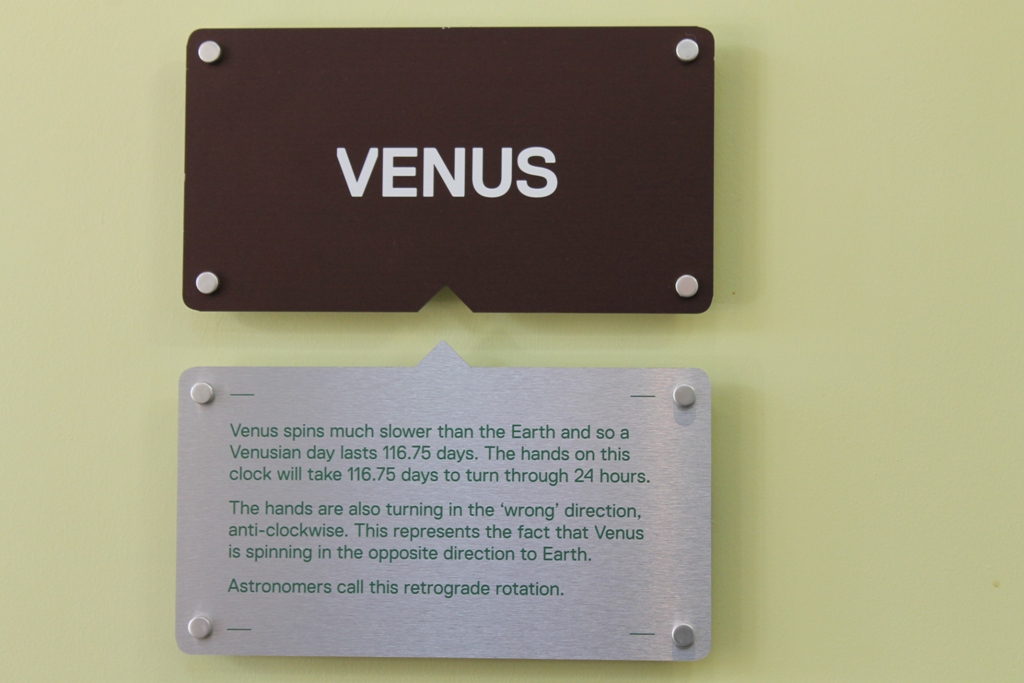 VENUS
Venus spins much slower than the Earth and so a
Venusian day lasts 116.75 days. The hands on this
clock will take 116.75 days to turn through 24 hours.
The hands are also turning in the ‘wrong’ direction,
anti-clockwise. This represents the fact that Venus
is spinning in the opposite direction to Earth.
Astronomers call this retrograde rotation.